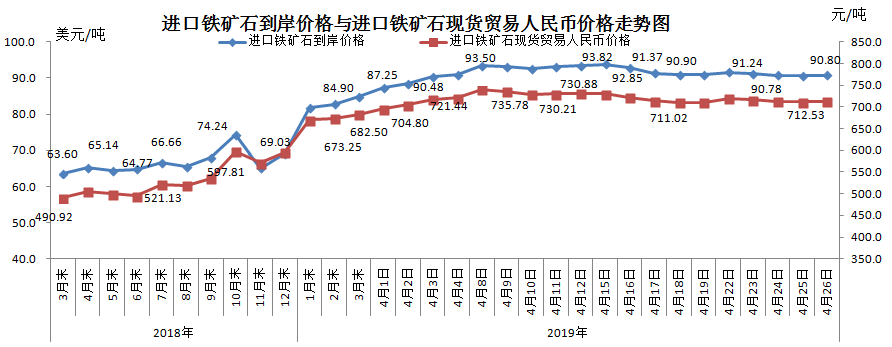 进口铁矿石到岸价格与进口铁矿石现货贸易人民币价格走势图
美元/吨
元/吨
进口铁矿石到岸价格
进口铁矿石现货贸易人民币价格
100.0
90.0
80.0
70.0
60.0
50.0
40.0
850.0
800.0
750.0
700.0
650.0
600.0
550.0
500.0
450.0
400.0
350.0
63.60
65.14
64.77
66.66
74.24
69.03
84.90
87.25
90.48
93.50
93.82
92.85
91.37
90.90
91.24
90.78
90.80
490.92
521.13
597.81
673.25
682.50
704.80
721.44
735.78
730.21
730.88
711.02
712.53
3月末
4月末
5月末
6月末
7月末
8月末
9月末
10月末
11月末
12月末
1月末
2月末
3月末
4月1日
4月2日
4月3日
4月4日
4月8日
4月9日
4月10日
4月11日
4月12日
4月15日
4月16日
4月17日
4月18日
4月19日
4月22日
4月23日
4月24日
4月25日
4月26日
2018年
2019年